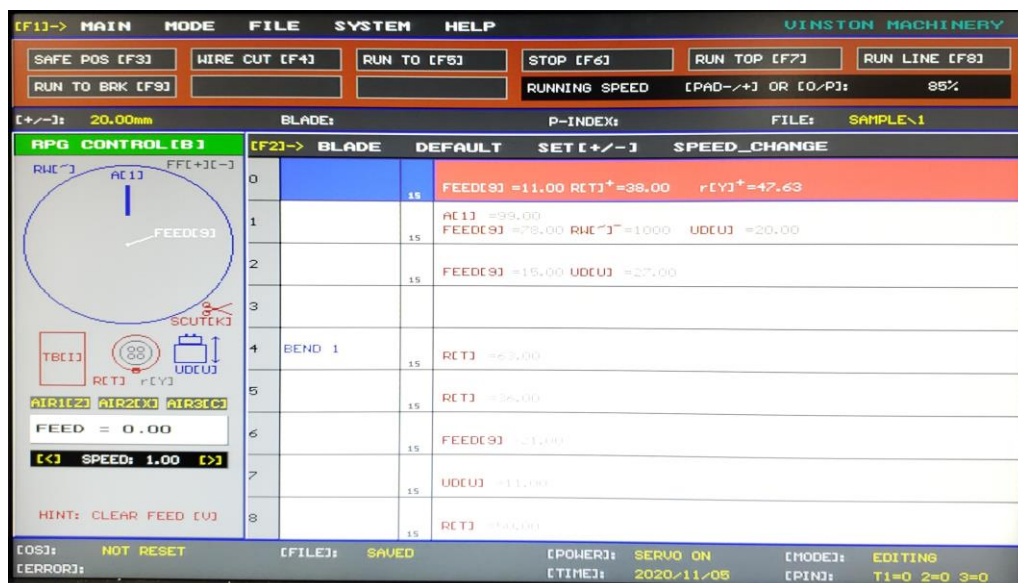 [F1]-> MAIN MODE FILE SYSTEM HELP VINSTON MACHINERY
SAFE POS [F3] WIRE CUT [F4] RUN TO [F5] STOP [F6] RUN TOP [F7] RUN LINE [F8]
RUN TO BRK [F9] RUNNING SPEED [PAD-/+] OR [O/P]: 85%
[+/-]: 20.00mm BLADE: P-INDEX: FILE: SAMPLE\1
RPG CONTROL[B]
RW[~] A[1] FF[+][-]
FEED[9]
SCUT[K]
TB[I] UD[U]
R[T] r[Y]
AIR1[Z] AIR2[X] AIR3[C]
FEED = 0.00
[<] SPEED: 1.00 [>]
HINT: CLEAR FEED [V]
[F2]-> BLADE DEFAULT SET[+/-] SPEED_CHANGE
0 15 FEED[9] =11.00 R[T]+=38.00 r[Y]+=47.63
A[1] =99.00
1 15 FEED[9] =78.00 RW[~]-=1000 UD[U] =20.00
2 15 FEED[9] =15.00 UD[U] =27.00
3
4 BEND 1 15 R[T]
5 15 R[T]
6 15 FEED[9]
7 15 UD[U] =11.00
8 15 R[T]
[OS]: NOT RESET [FILE]: SAVED [POWER]: SERVO ON [MODE]: EDITING
[ERROR]: [TIME]: 2020/11/05 [PIN]: T1=0 2=0 3=0